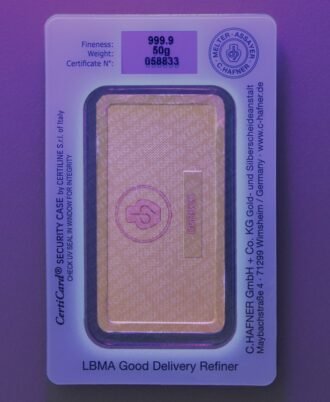 Fineness: 999.9
Weight: 50g
Certificate N°: 058833
MELTER · ASSAYER
· C.HAFNER ·
CertiCard® SECURITY CASE by CERTILINE S.r.l. of Italy
CHECK UV SEAL IN WINDOW FOR INTEGRITY
C.HAFNER GmbH + Co. KG Gold- und Silberscheideanstalt
Maybachstraße 4 · 71299 Wimsheim / Germany · www.c-hafner.de
LBMA Good Delivery Refiner